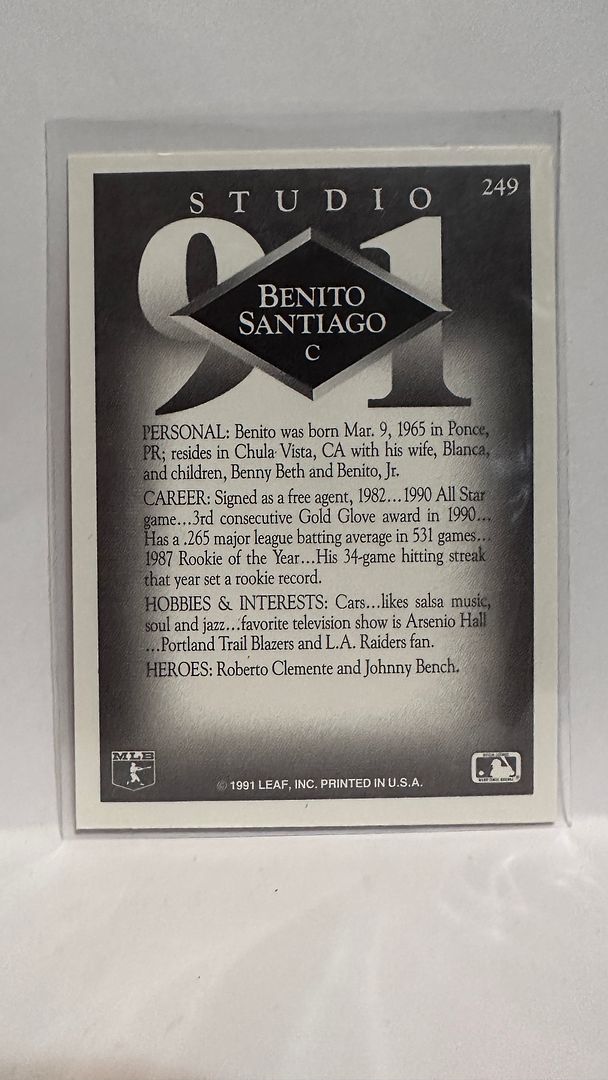 249
STUDIO
91
BENITO
SANTIAGO
C
PERSONAL: Benito was born Mar. 9, 1965 in Ponce,
PR; resides in Chula Vista, CA with his wife, Blanca,
and children, Benny Beth and Benito, Jr.
CAREER: Signed as a free agent, 1982...1990 All Star
game...3rd consecutive Gold Glove award in 1990...
Has a .265 major league batting average in 531 games...
1987 Rookie of the Year...His 34-game hitting streak
that year set a rookie record.
HOBBIES & INTERESTS: Cars...likes salsa music,
soul and jazz...favorite television show is Arsenio Hall
...Portland Trail Blazers and L.A. Raiders fan.
HEROES: Roberto Clemente and Johnny Bench.
MLB
© 1991 LEAF, INC. PRINTED IN U.S.A.